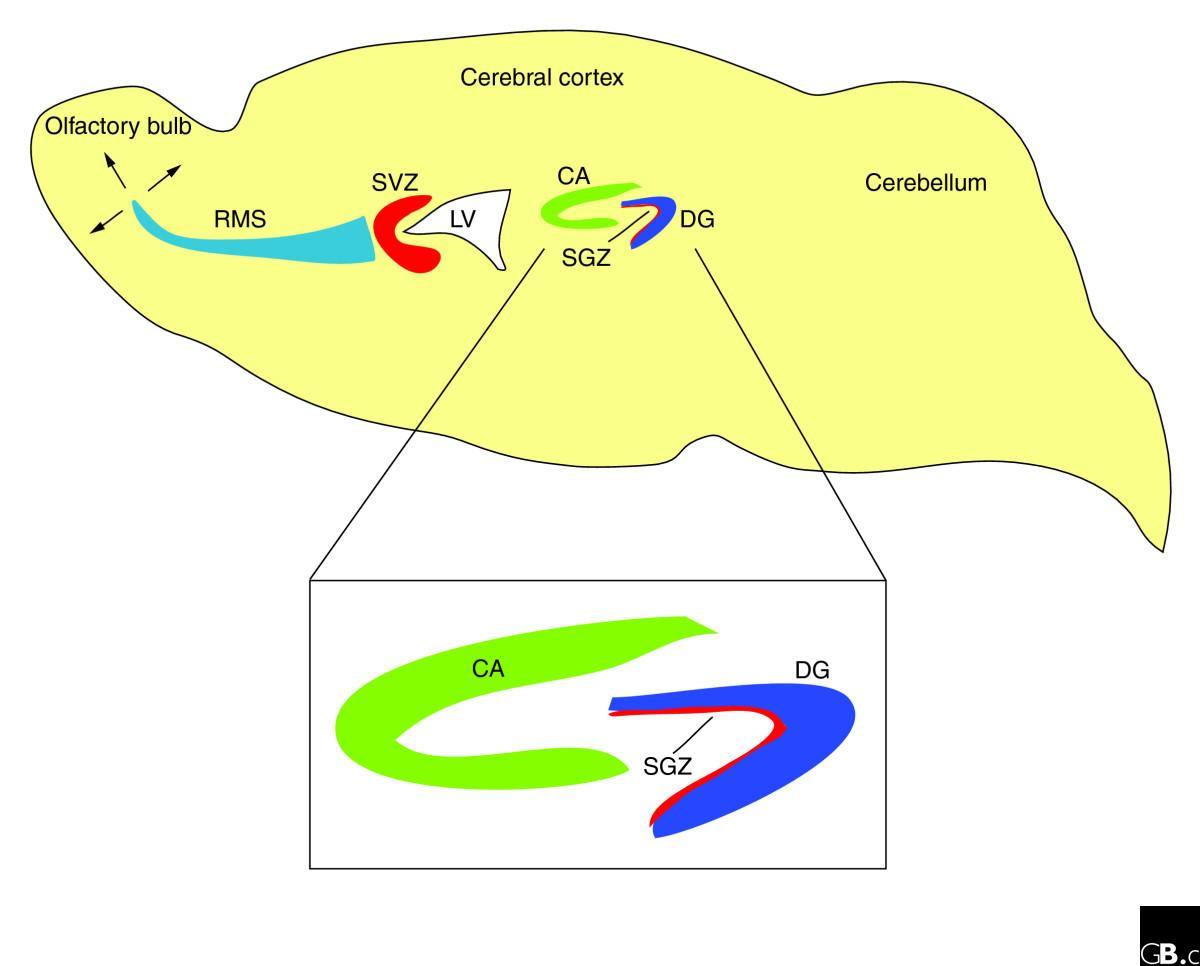 Cerebral cortex
Olfactory bulb
SVZ
CA
Cerebellum
RMS
LV
DG
SGZ
CA
DG
SGZ
GB.c